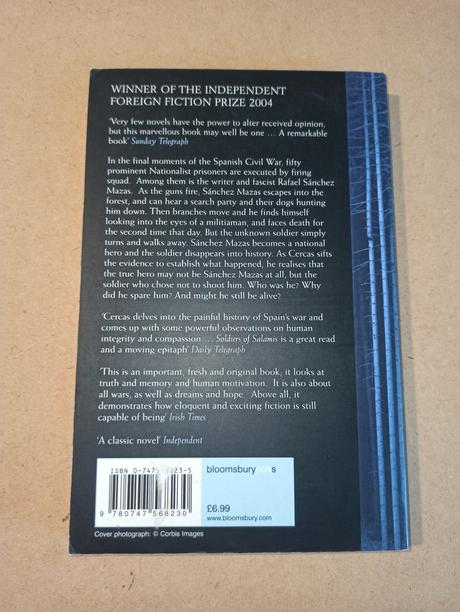 WINNER OF THE INDEPENDENT
FOREIGN FICTION PRIZE 2004
'Very few novels have the power to alter received opinion,
but this marvellous book may well be one ... A remarkable
book' Sunday Telegraph
In the final moments of the Spanish Civil War, fifty
prominent Nationalist prisoners are executed by firing
squad. Among them is the writer and fascist Rafael Sánchez
Mazas. As the guns fire, Sánchez Mazas escapes into the
forest, and can hear a search party and their dogs hunting
him down. Then branches move and he finds himself
looking into the eyes of a militiaman, and faces death for
the second time that day. But the unknown soldier simply
turns and walks away. Sánchez Mazas becomes a national
hero and the soldier disappears into history. As Cercas sifts
the evidence to establish what happened, he realises that
the true hero may not be Sánchez Mazas at all, but the
soldier who chose not to shoot him. Who was he? Why
did he spare him? And might he still be alive?
'Cercas delves into the painful history of Spain's war and
comes up with some powerful observations on human
integrity and compassion ... Soldiers of Salamis is a great read
and a moving epitaph' Daily Telegraph
'This is an important, fresh and original book; it looks at
truth and memory and human motivation. It is also about
all wars, as well as dreams and hope. Above all, it
demonstrates how eloquent and exciting fiction is still
capable of being' Irish Times
'A classic novel' Independent
ISBN 0-7475-
bloomsbury
9 780747 568230
£6.99
www.bloomsbury.com
Cover photograph: © Corbis Images